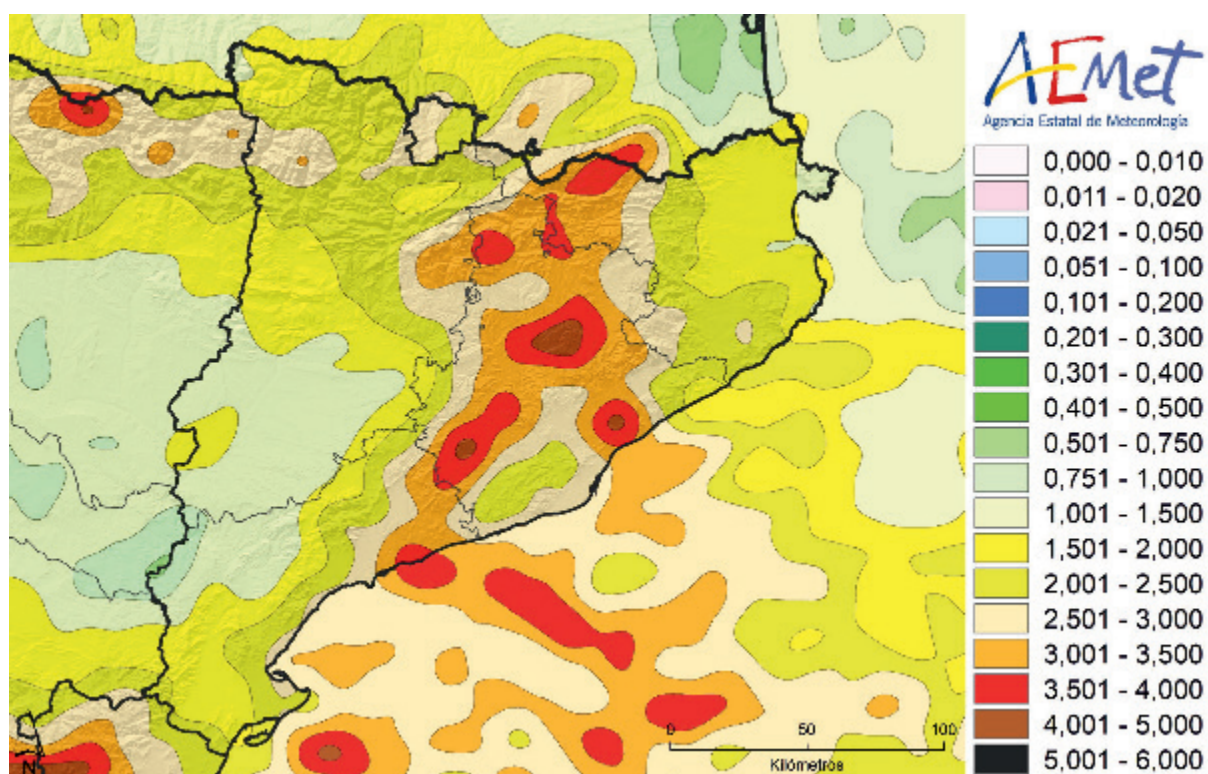 AEMet
Agencia Estatal de Meteorología
0,000 - 0,010
0,011 - 0,020
0,021 - 0,050
0,051 - 0,100
0,101 - 0,200
0,201 - 0,300
0,301 - 0,400
0,401 - 0,500
0,501 - 0,750
0,751 - 1,000
1,001 - 1,500
1,501 - 2,000
2,001 - 2,500
2,501 - 3,000
3,001 - 3,500
3,501 - 4,000
4,001 - 5,000
5,001 - 6,000
0 50 100
Kilómetros
N